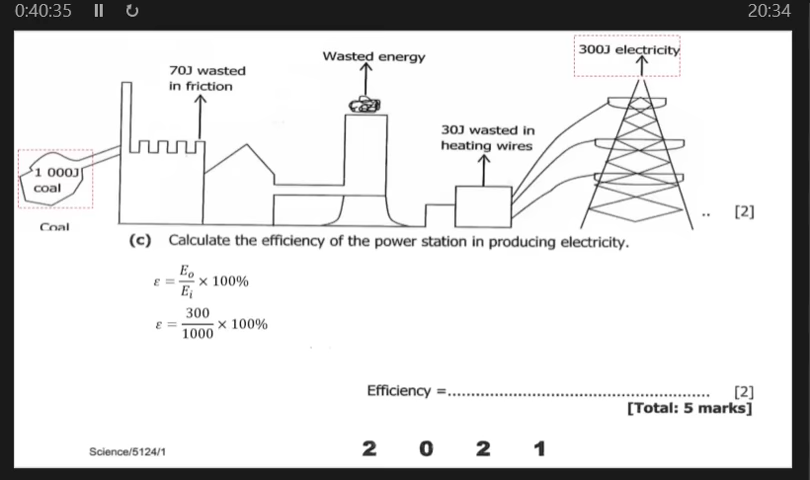 0:40:35
20:34
300J electricity
Wasted energy
70J wasted
in friction
30J wasted in
heating wires
1 000J
coal
Coal
.. [2]
(c) Calculate the efficiency of the power station in producing electricity.
ε = E₀/Eᵢ × 100%
ε = 300/1000 × 100%
Efficiency =............................................................ [2]
[Total: 5 marks]
Science/5124/1
2 0 2 1